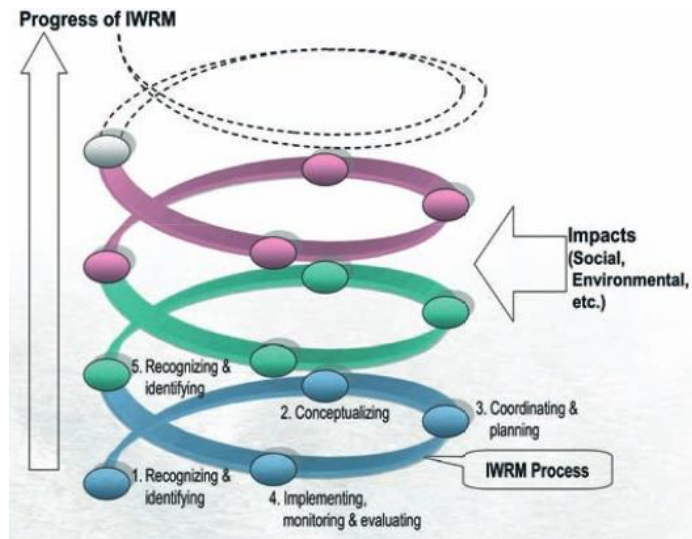 Progress of IWRM
Impacts
(Social,
Environmental,
etc.)
5. Recognizing &
identifying
2. Conceptualizing
3. Coordinating &
planning
1. Recognizing &
identifying
4. Implementing,
monitoring & evaluating
IWRM Process